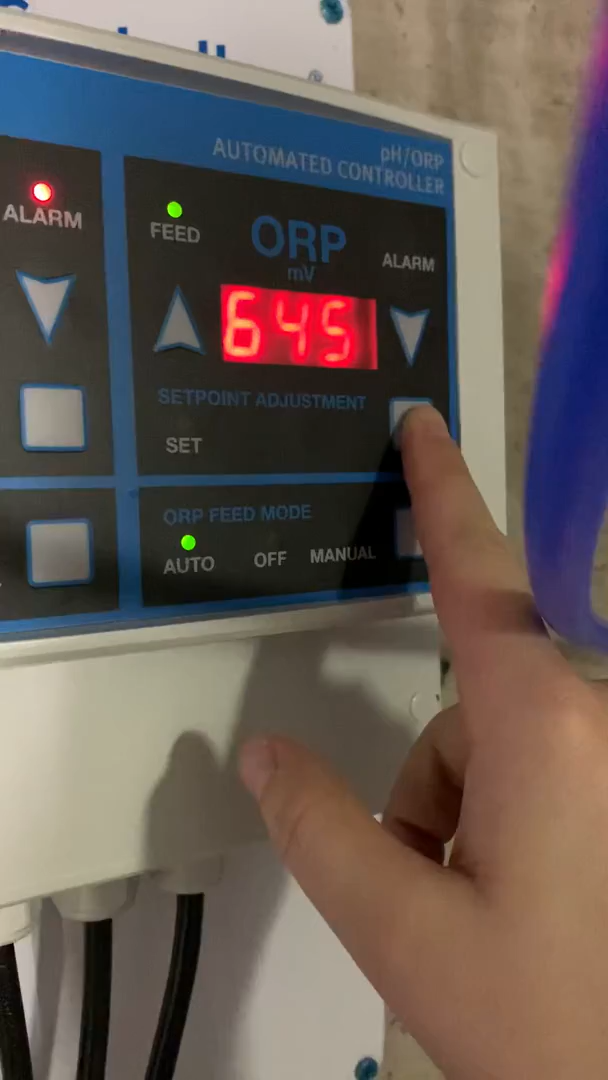 pH/ORP
AUTOMATED CONTROLLER
ALARM
FEED
ORP
mV
ALARM
645
SETPOINT ADJUSTMENT
SET
ORP FEED MODE
AUTO OFF MANUAL